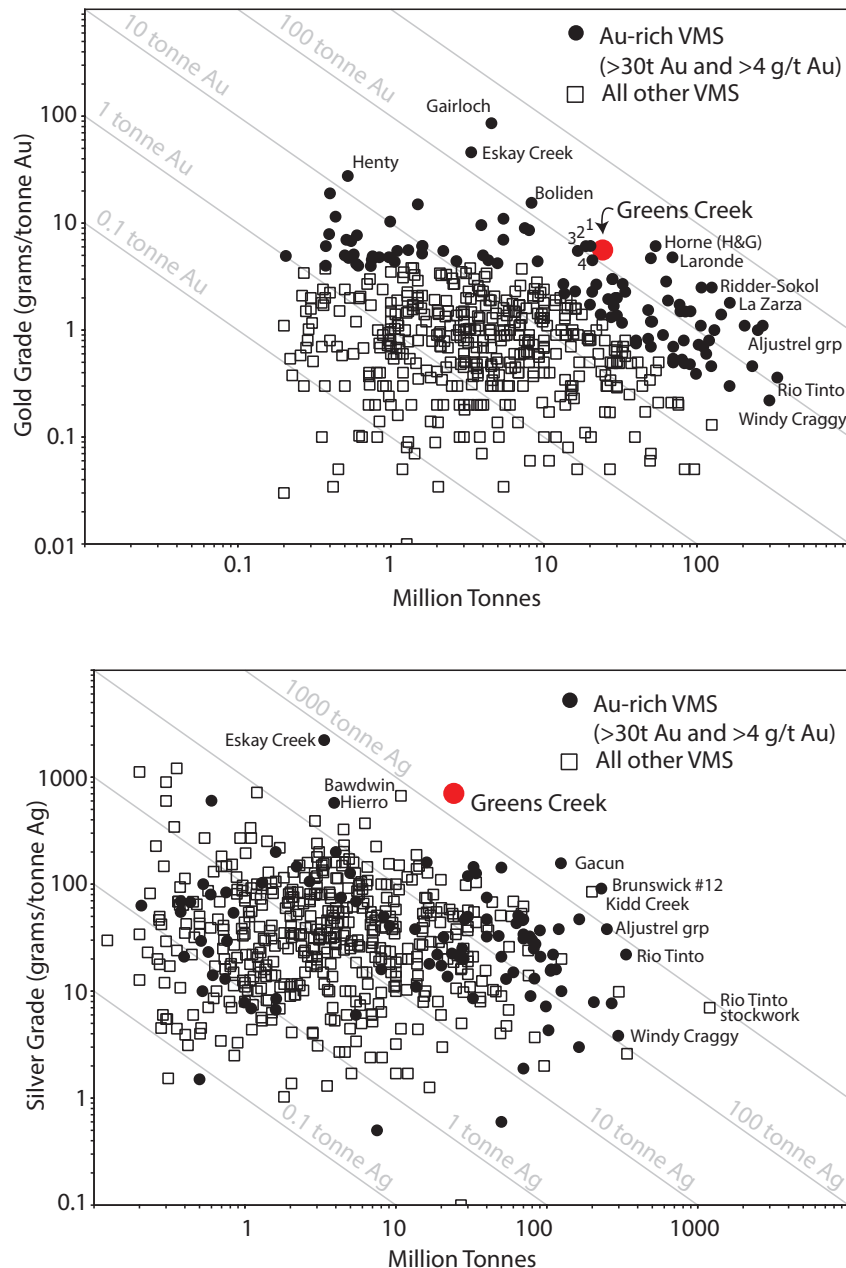 10 tonne Au
100 tonne Au
1 tonne Au
0.1 tonne Au
Au-rich VMS
(>30t Au and >4 g/t Au)
All other VMS
Gairloch
Eskay Creek
Henty
Boliden
Greens Creek
1
2
3
4
Horne (H&G)
Laronde
Ridder-Sokol
La Zarza
Aljustrel grp
Rio Tinto
Windy Craggy
100
10
1
0.1
0.01
Gold Grade (grams/tonne Au)
0.1
1
10
100
Million Tonnes
1000 tonne Ag
Au-rich VMS
(>30t Au and >4 g/t Au)
All other VMS
Eskay Creek
Bawdwin
Hierro
Greens Creek
Gacun
Brunswick #12
Kidd Creek
Aljustrel grp
Rio Tinto
Rio Tinto
stockwork
Windy Craggy
0.1 tonne Ag
1 tonne Ag
10 tonne Ag
100 tonne Ag
1000
100
10
1
0.1
Silver Grade (grams/tonne Ag)
1
10
100
1000
Million Tonnes